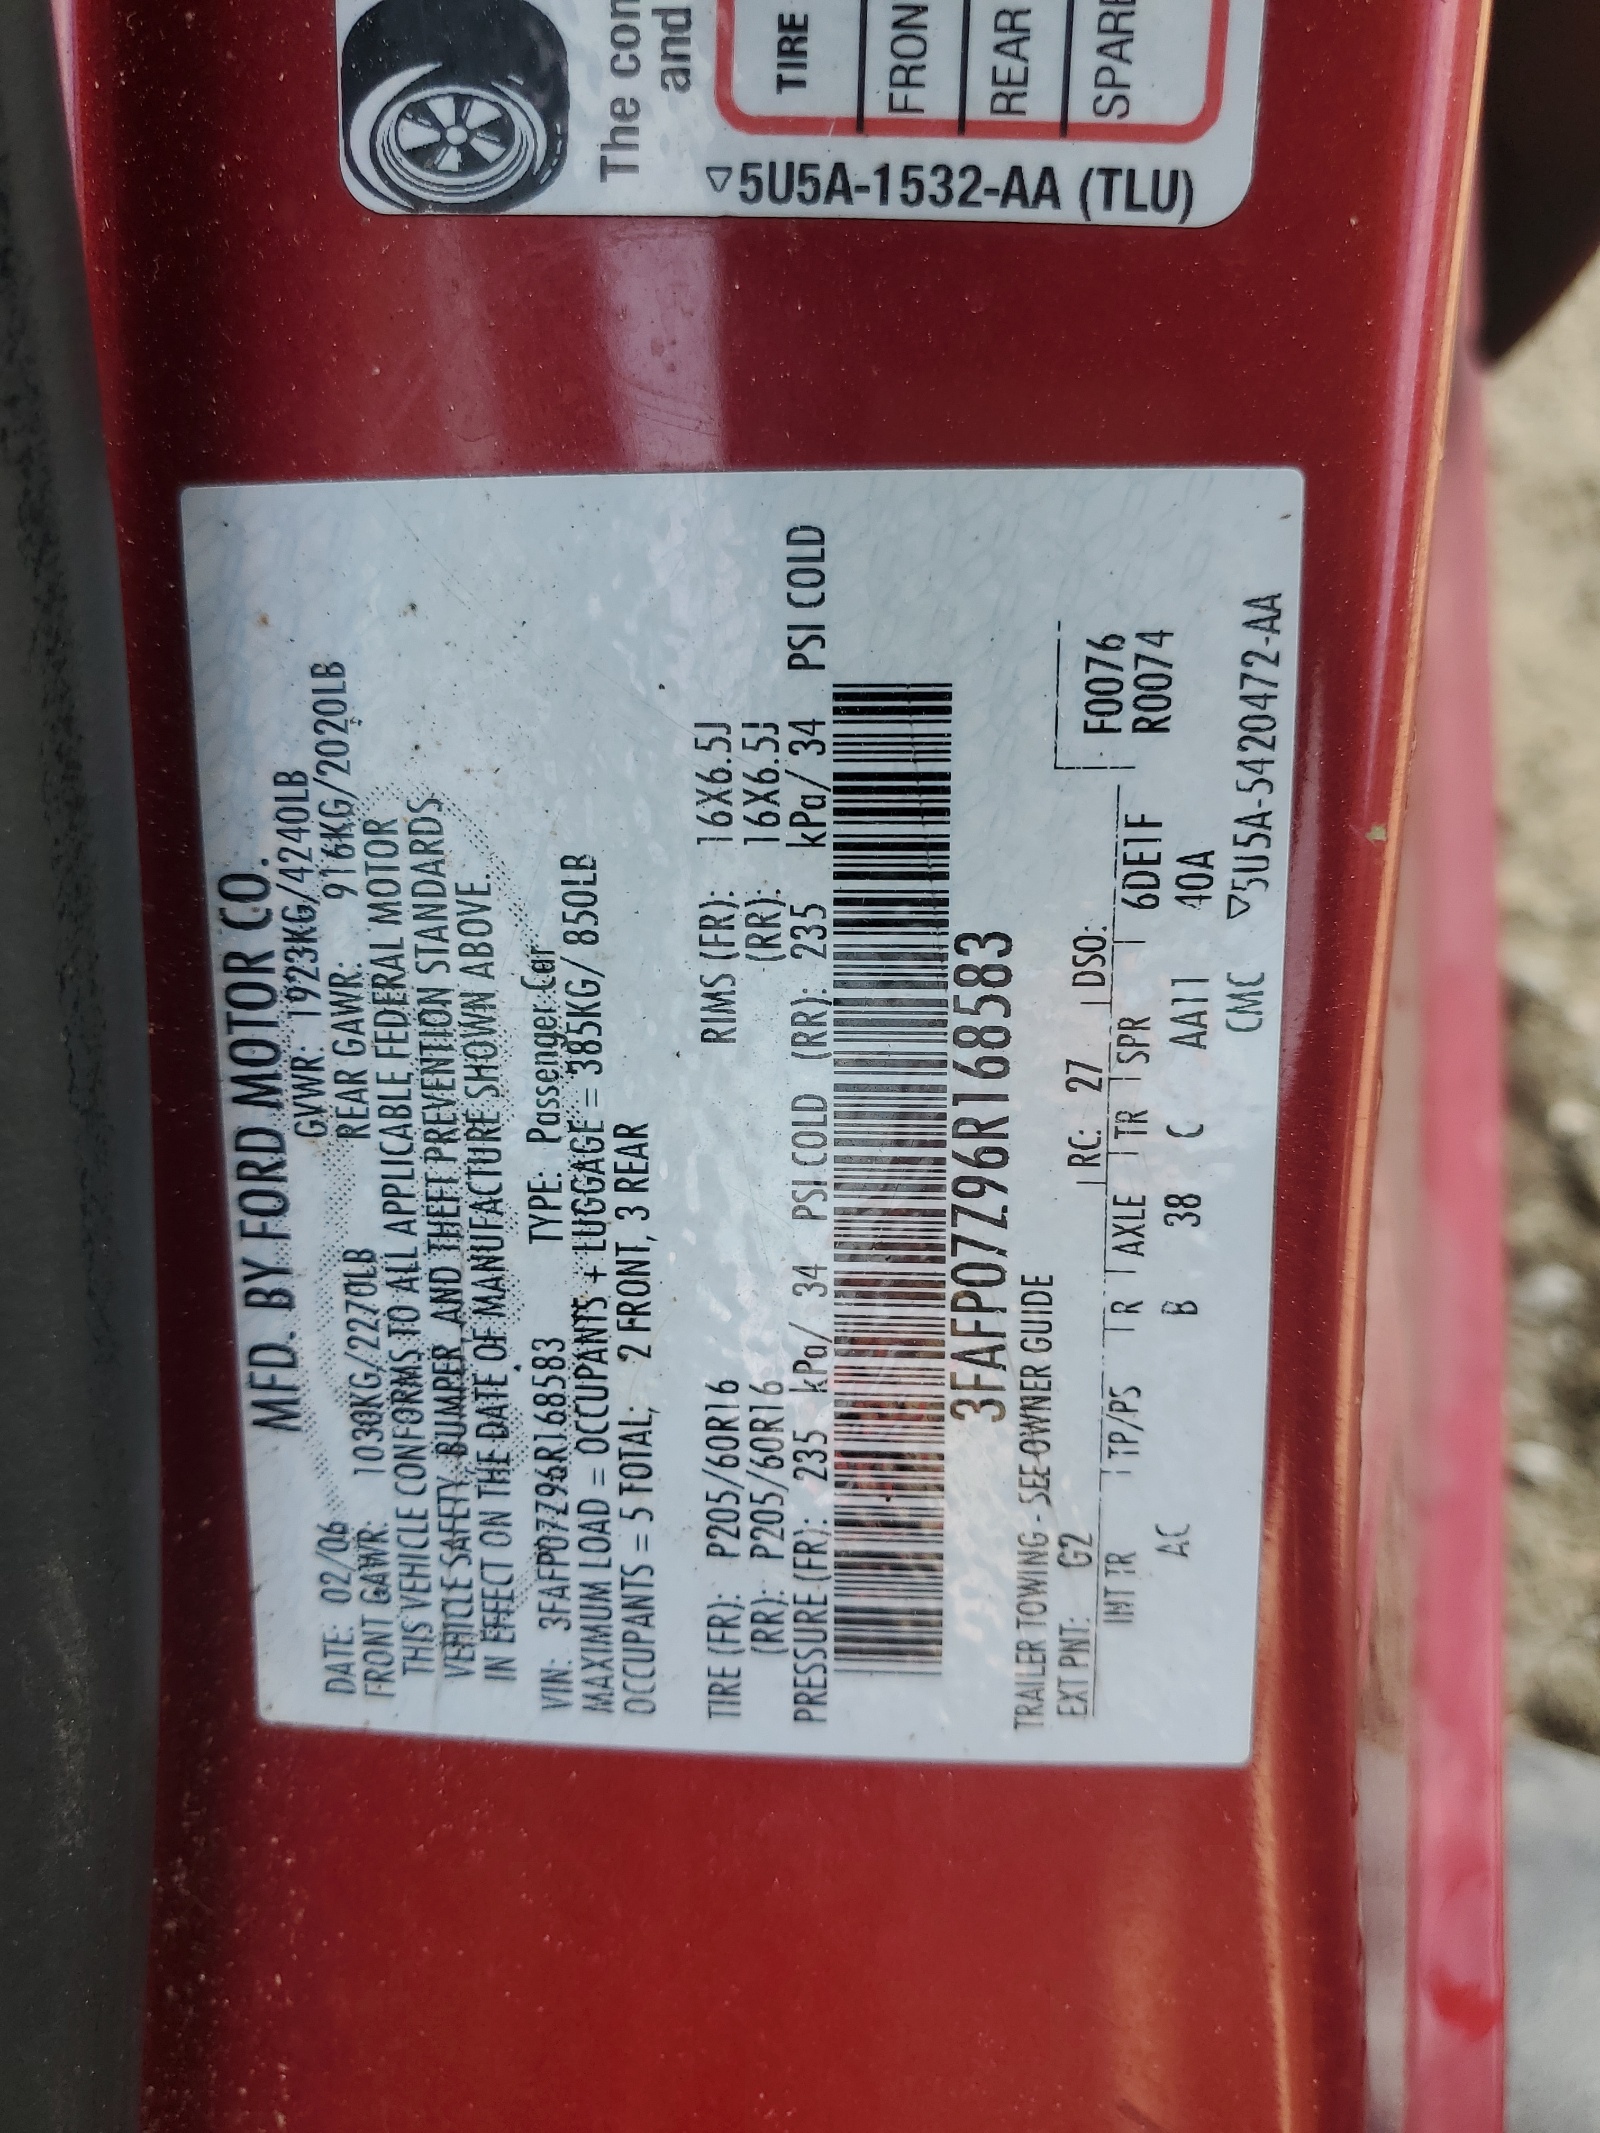 MFD. BY FORD MOTOR CO.
DATE: 02/06 GVWR: 1923KG/4240LB
FRONT GAWR: 1030KG/2270LB REAR GAWR: 916KG/2020LB
THIS VEHICLE CONFORMS TO ALL APPLICABLE FEDERAL MOTOR
VEHICLE SAFETY, BUMPER, AND THEFT PREVENTION STANDARDS
IN EFFECT ON THE DATE OF MANUFACTURE SHOWN ABOVE.
VIN: 3FAFP07Z96R168583 TYPE: Passenger Car
MAXIMUM LOAD = OCCUPANTS + LUGGAGE = 385KG/ 850LB
OCCUPANTS = 5 TOTAL; 2 FRONT, 3 REAR
TIRE (FR): P205/60R16 RIMS (FR): 16X6.5J
(RR): P205/60R16 (RR): 16X6.5J
PRESSURE (FR): 235 kPa/ 34 PSI COLD (RR): 235 kPa/ 34 PSI COLD
3FAFP07Z96R168583
TRAILER TOWING - SEE OWNER GUIDE
EXT PNT: G2 RC: 27 DSO:
INT TR TP/PS R AXLE TR SPR 6DE1F F0076
AC B 38 C AA11 40A R0074
CMC ▽5U5A-5420472-AA
The com
and
TIRE
FRON
REAR
SPARE
▽5U5A-1532-AA (TLU)